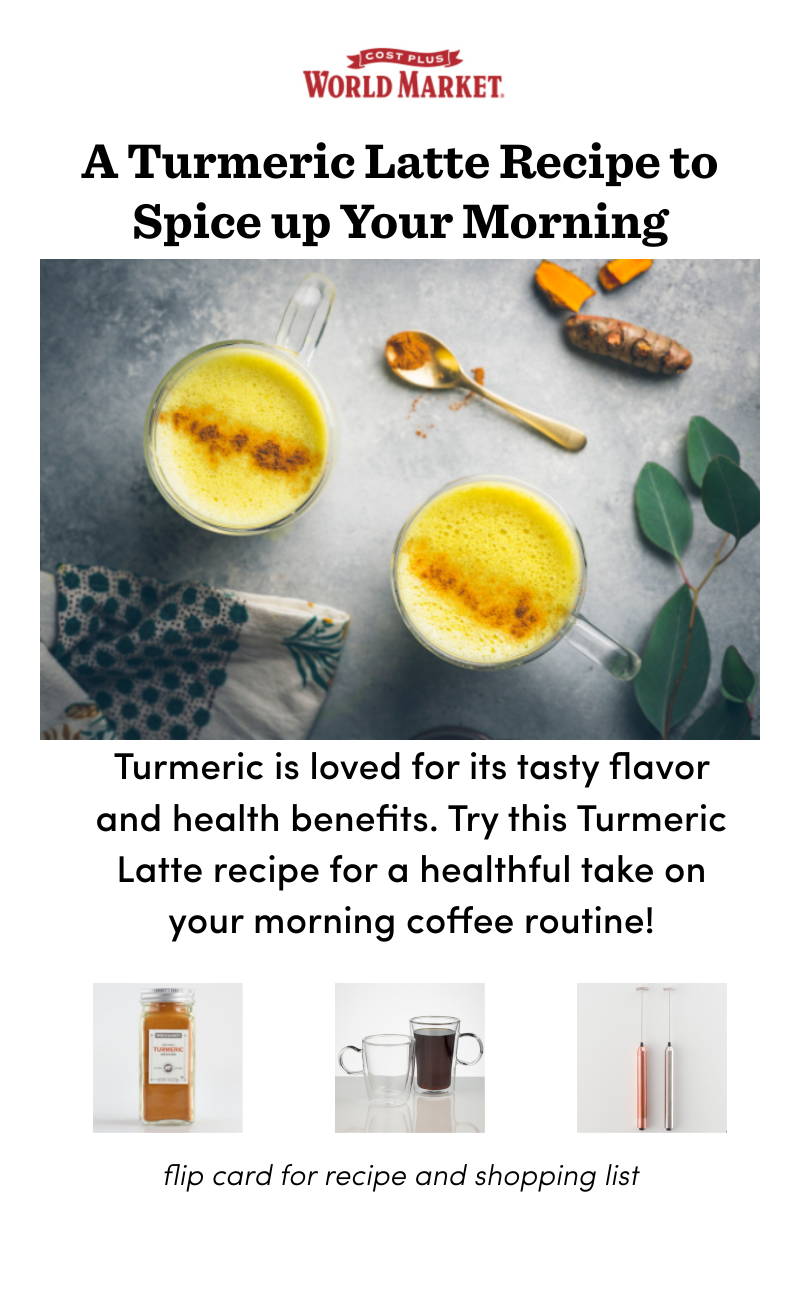 COST PLUS
WORLD MARKET.
A Turmeric Latte Recipe to
Spice up Your Morning
Turmeric is loved for its tasty flavor
and health benefits. Try this Turmeric
Latte recipe for a healthful take on
your morning coffee routine!
TURMERIC
flip card for recipe and shopping list